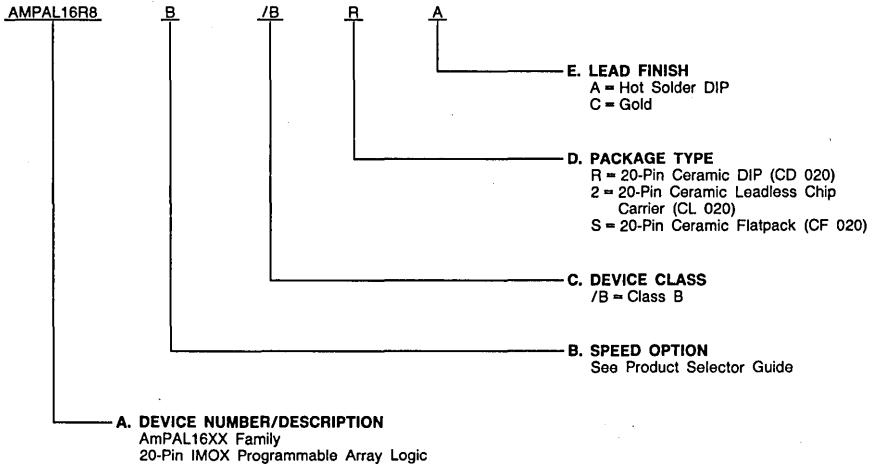 AMPAL16R8 B /B R A
E. LEAD FINISH
A = Hot Solder DIP
C = Gold
D. PACKAGE TYPE
R = 20-Pin Ceramic DIP (CD 020)
2 = 20-Pin Ceramic Leadless Chip
Carrier (CL 020)
S = 20-Pin Ceramic Flatpack (CF 020)
C. DEVICE CLASS
/B = Class B
B. SPEED OPTION
See Product Selector Guide
A. DEVICE NUMBER/DESCRIPTION
AmPAL16XX Family
20-Pin IMOX Programmable Array Logic